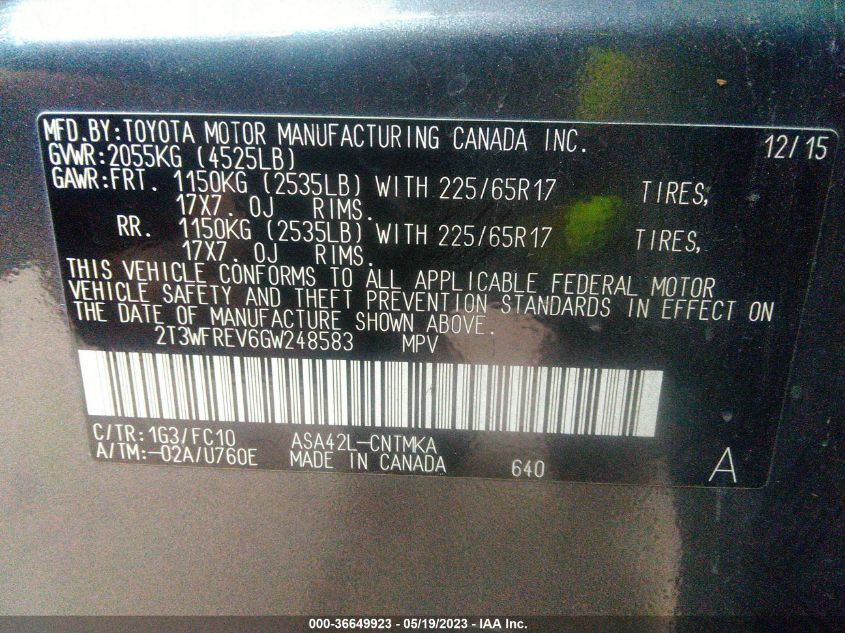 MFD.BY:TOYOTA MOTOR MANUFACTURING CANADA INC. 12/15
GVWR:2055KG (4525LB)
GAWR:FRT. 1150KG (2535LB) WITH 225/65R17 TIRES,
17X7. 0J RIMS.
RR. 1150KG (2535LB) WITH 225/65R17 TIRES,
17X7. 0J RIMS.
THIS VEHICLE CONFORMS TO ALL APPLICABLE FEDERAL MOTOR
VEHICLE SAFETY AND THEFT PREVENTION STANDARDS IN EFFECT ON
THE DATE OF MANUFACTURE SHOWN ABOVE.
2T3WFREV6GW248583 MPV
C/TR:1G3/FC10 ASA42L-CNTMKA
A/TM:-02A/U760E MADE IN CANADA 640 A
000-36649923 - 05/19/2023 - IAA Inc.